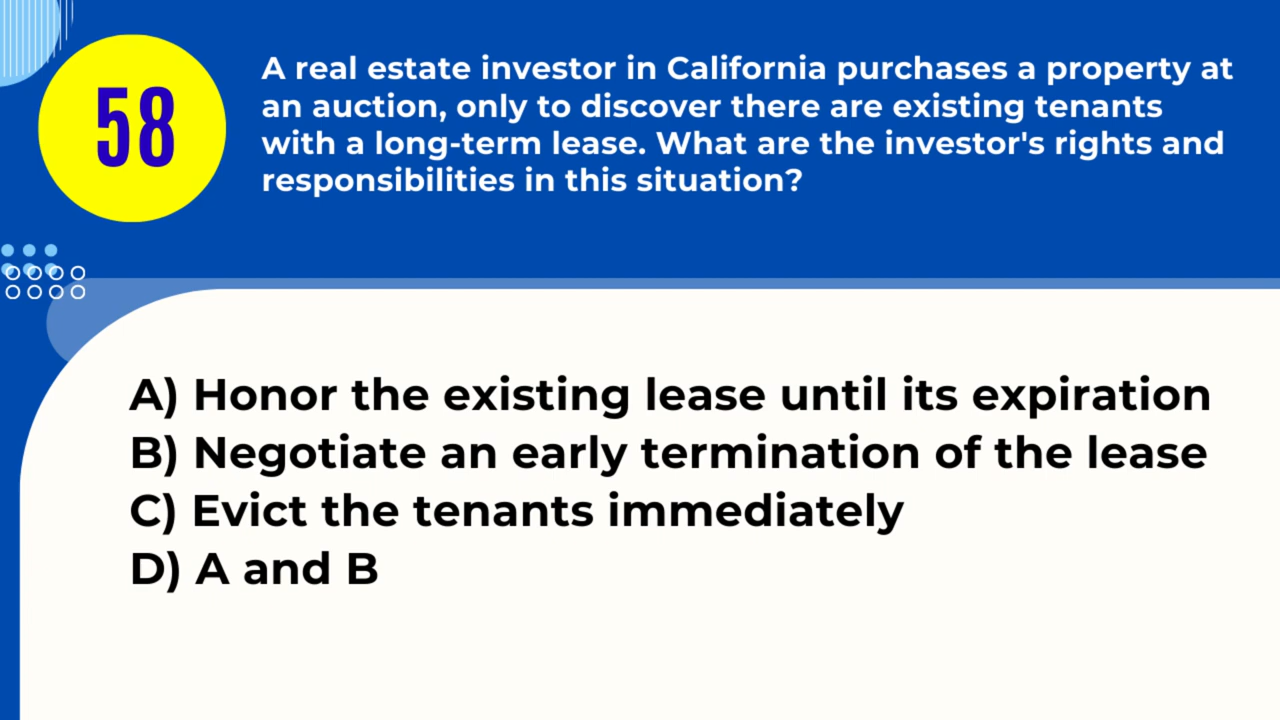 58
A real estate investor in California purchases a property at
an auction, only to discover there are existing tenants
with a long-term lease. What are the investor's rights and
responsibilities in this situation?
A) Honor the existing lease until its expiration
B) Negotiate an early termination of the lease
C) Evict the tenants immediately
D) A and B